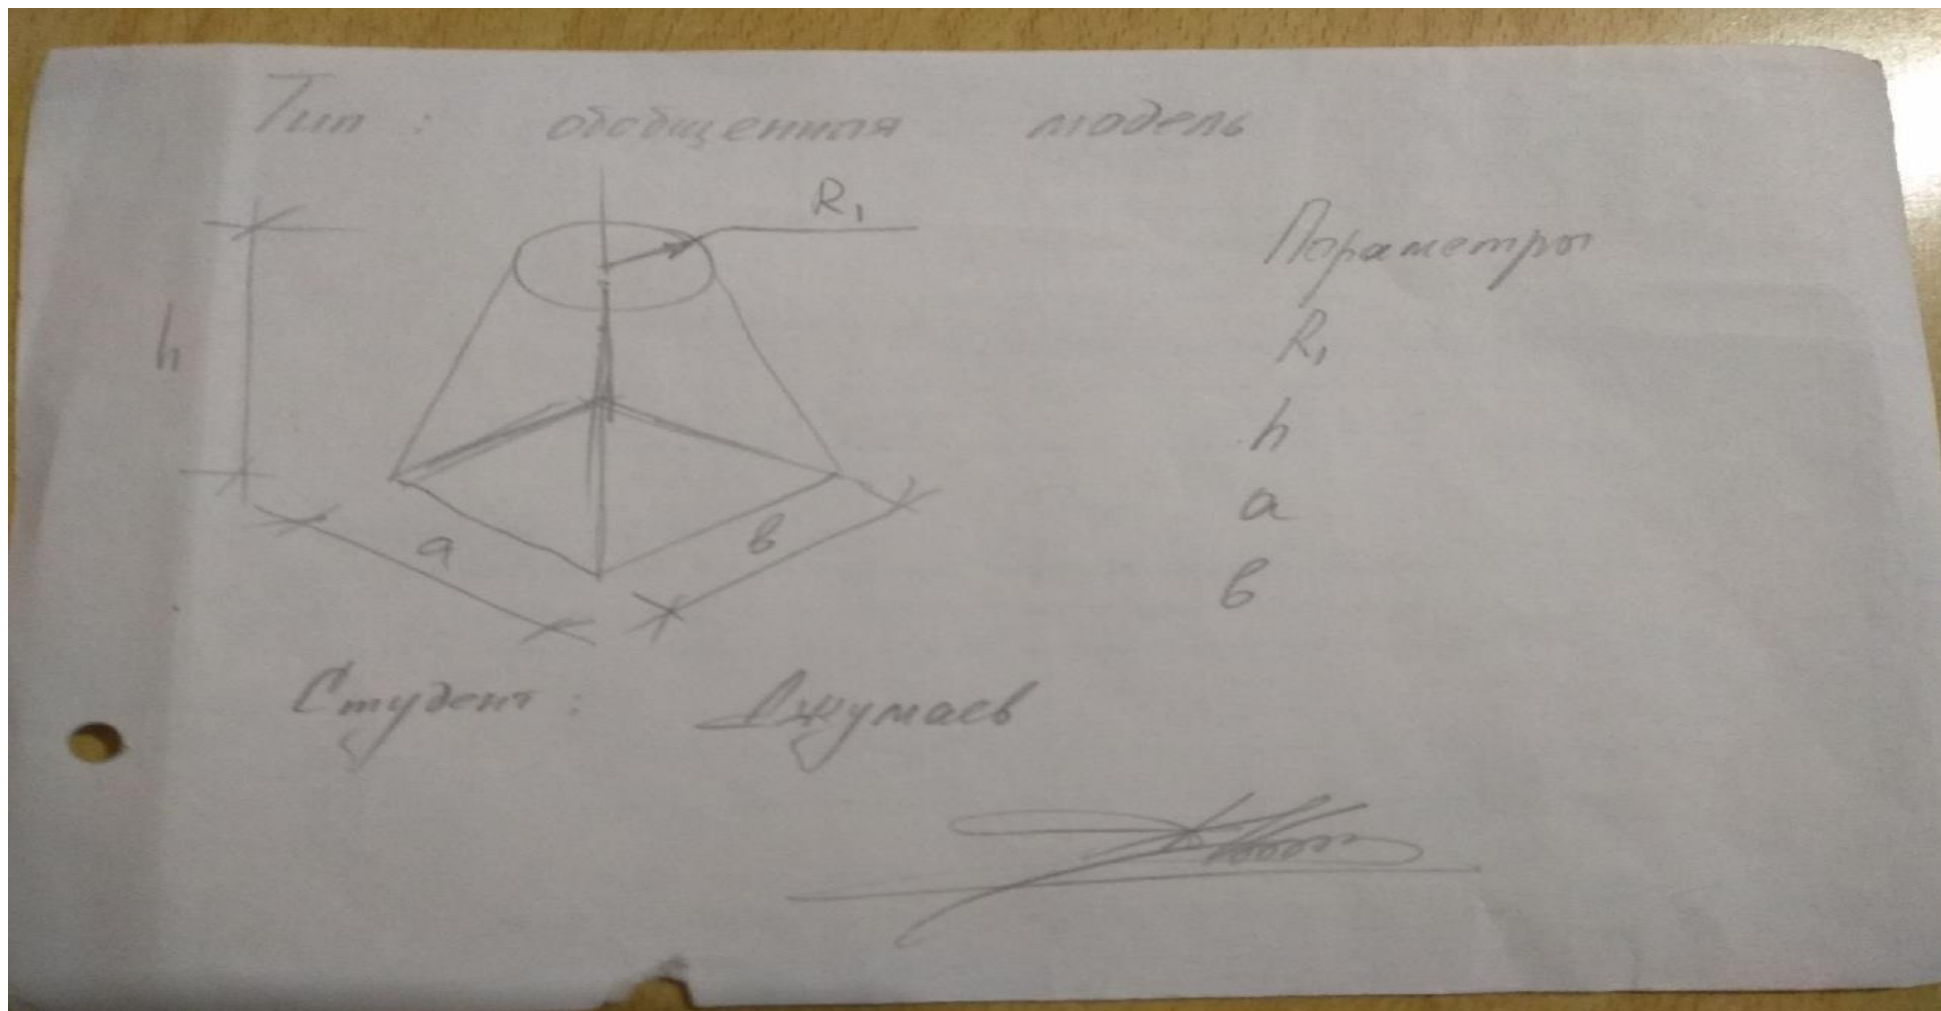 Тип : обобщенная модель
R₁
Параметры
h
R₁
h
a
a
в
в
Студент : Джумаев